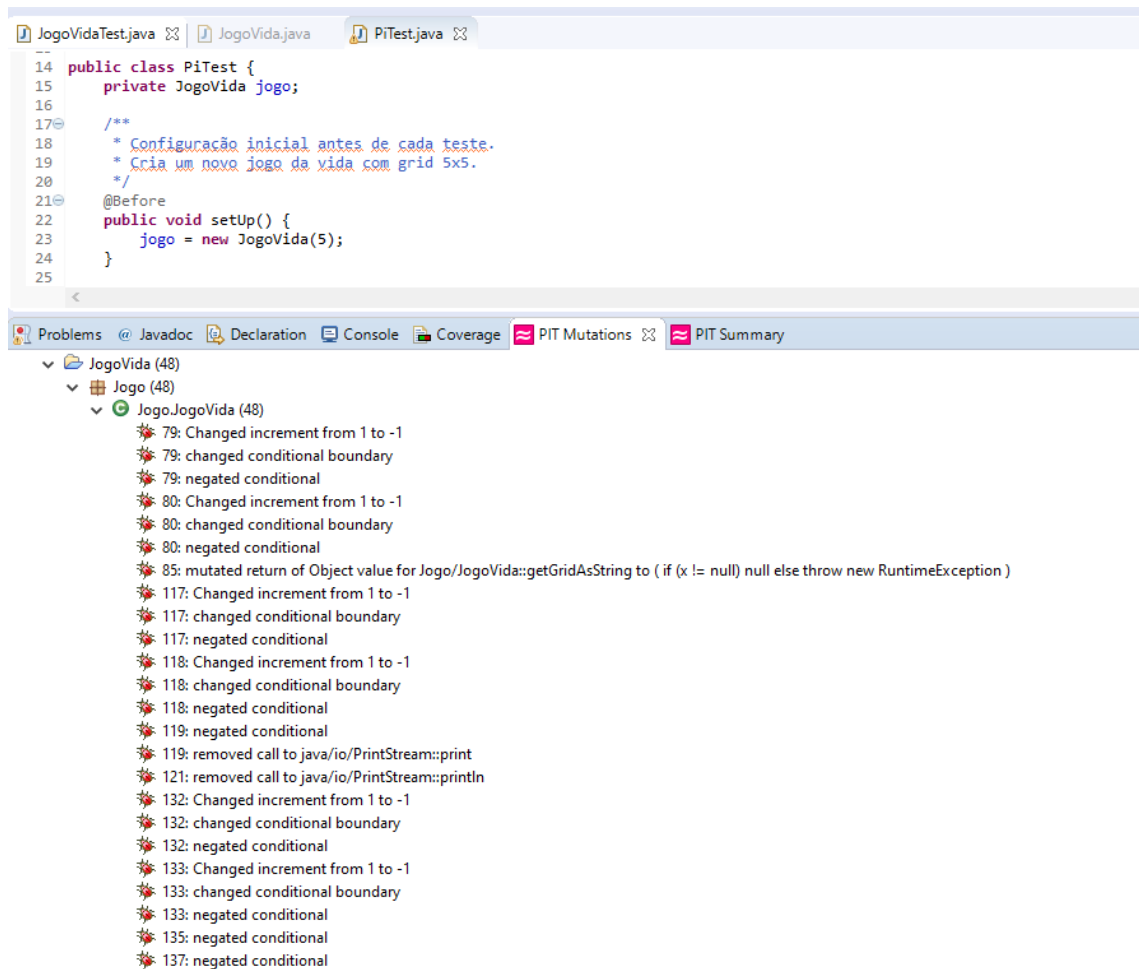 JogoVidaTest.java JogoVida.java PiTest.java
14 public class PiTest {
15 private JogoVida jogo;
16
17 /**
18 * Configuração inicial antes de cada teste.
19 * Cria um novo jogo da vida com grid 5x5.
20 */
21 @Before
22 public void setUp() {
23 jogo = new JogoVida(5);
24 }
25
Problems @ Javadoc Declaration Console Coverage PIT Mutations PIT Summary
JogoVida (48)
Jogo (48)
Jogo.JogoVida (48)
79: Changed increment from 1 to -1
79: changed conditional boundary
79: negated conditional
80: Changed increment from 1 to -1
80: changed conditional boundary
80: negated conditional
85: mutated return of Object value for Jogo/JogoVida::getGridAsString to ( if (x != null) null else throw new RuntimeException )
117: Changed increment from 1 to -1
117: changed conditional boundary
117: negated conditional
118: Changed increment from 1 to -1
118: changed conditional boundary
118: negated conditional
119: negated conditional
119: removed call to java/io/PrintStream::print
121: removed call to java/io/PrintStream::println
132: Changed increment from 1 to -1
132: changed conditional boundary
132: negated conditional
133: Changed increment from 1 to -1
133: changed conditional boundary
133: negated conditional
135: negated conditional
137: negated conditional